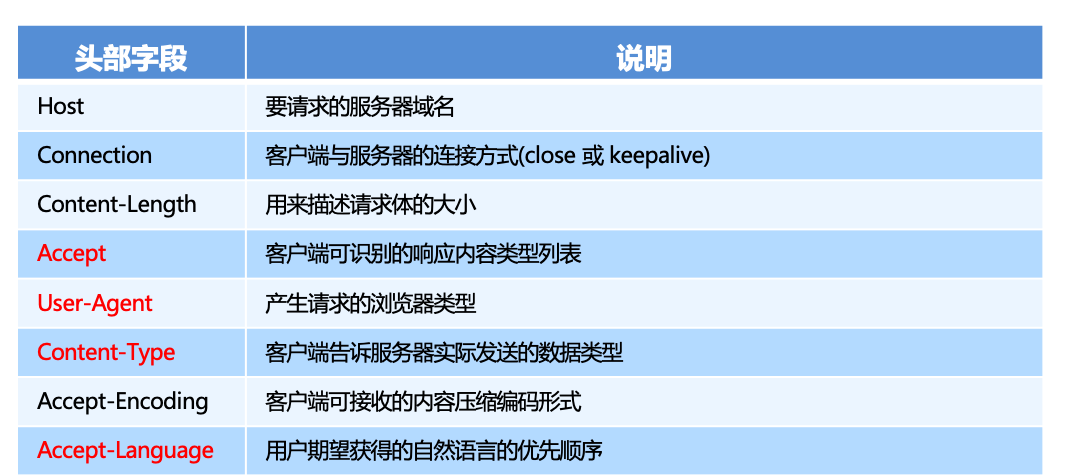 头部字段 说明
Host 要请求的服务器域名
Connection 客户端与服务器的连接方式(close 或 keepalive)
Content-Length 用来描述请求体的大小
Accept 客户端可识别的响应内容类型列表
User-Agent 产生请求的浏览器类型
Content-Type 客户端告诉服务器实际发送的数据类型
Accept-Encoding 客户端可接收的内容压缩编码形式
Accept-Language 用户期望获得的自然语言的优先顺序